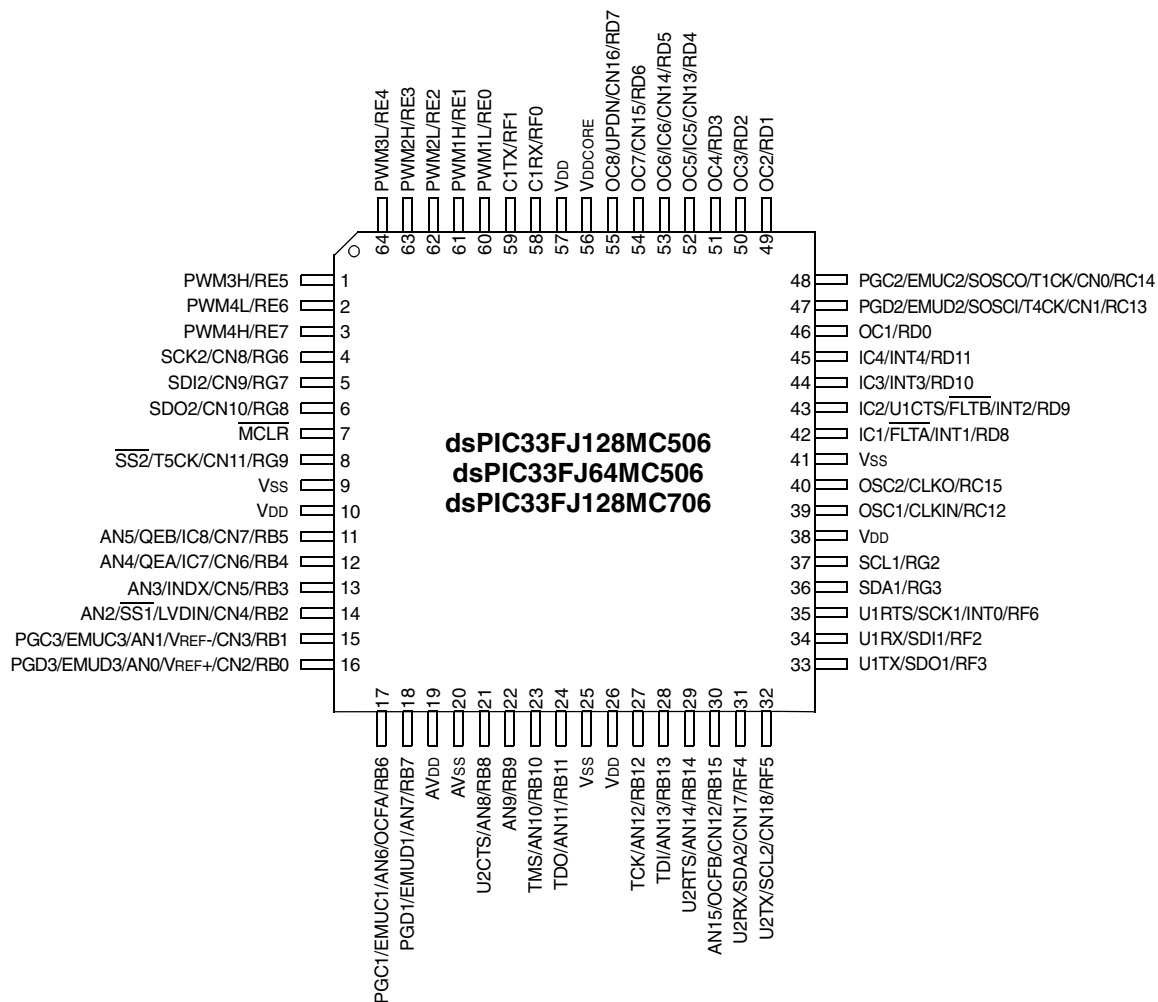 PWM3L/RE4
PWM2H/RE3
PWM2L/RE2
PWM1H/RE1
PWM1L/RE0
C1TX/RF1
C1RX/RF0
VDD
VDDCORE
OC8/UPDN/CN16/RD7
OC7/CN15/RD6
OC6/IC6/CN14/RD5
OC5/IC5/CN13/RD4
OC4/RD3
OC3/RD2
OC2/RD1
64 63 62 61 60 59 58 57 56 55 54 53 52 51 50 49
PWM3H/RE5 1
PWM4L/RE6 2
PWM4H/RE7 3
SCK2/CN8/RG6 4
SDI2/CN9/RG7 5
SDO2/CN10/RG8 6
MCLR 7
SS2/T5CK/CN11/RG9 8
VSS 9
VDD 10
AN5/QEB/IC8/CN7/RB5 11
AN4/QEA/IC7/CN6/RB4 12
AN3/INDX/CN5/RB3 13
AN2/SS1/LVDIN/CN4/RB2 14
PGC3/EMUC3/AN1/VREF-/CN3/RB1 15
PGD3/EMUD3/AN0/VREF+/CN2/RB0 16
dsPIC33FJ128MC506
dsPIC33FJ64MC506
dsPIC33FJ128MC706
48 PGC2/EMUC2/SOSCO/T1CK/CN0/RC14
47 PGD2/EMUD2/SOSCI/T4CK/CN1/RC13
46 OC1/RD0
45 IC4/INT4/RD11
44 IC3/INT3/RD10
43 IC2/U1CTS/FLTB/INT2/RD9
42 IC1/FLTA/INT1/RD8
41 VSS
40 OSC2/CLKO/RC15
39 OSC1/CLKIN/RC12
38 VDD
37 SCL1/RG2
36 SDA1/RG3
35 U1RTS/SCK1/INT0/RF6
34 U1RX/SDI1/RF2
33 U1TX/SDO1/RF3
17 18 19 20 21 22 23 24 25 26 27 28 29 30 31 32
PGC1/EMUC1/AN6/OCFA/RB6
PGD1/EMUD1/AN7/RB7
AVDD
AVSS
U2CTS/AN8/RB8
AN9/RB9
TMS/AN10/RB10
TDO/AN11/RB11
VSS
VDD
TCK/AN12/RB12
TDI/AN13/RB13
U2RTS/AN14/RB14
AN15/OCFB/CN12/RB15
U2RX/SDA2/CN17/RF4
U2TX/SCL2/CN18/RF5